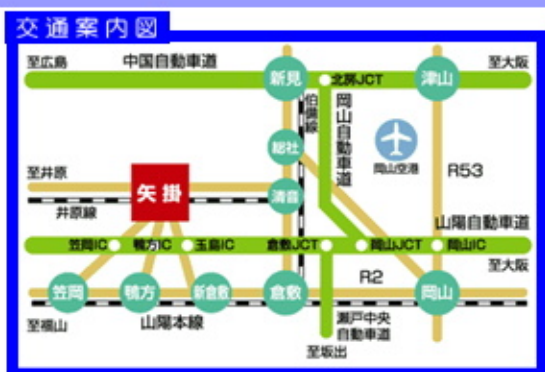 交通案内図
至広島
中国自動車道
新見
北房JCT
津山
至大阪
伯備線
岡山自動車道
総社
岡山空港
R53
至井原
矢掛
清音
井原線
山陽自動車道
笠岡IC
鴨方IC
玉島IC
倉敷JCT
岡山JCT
岡山IC
至大阪
R2
笠岡
鴨方
新倉敷
倉敷
岡山
至福山
山陽本線
瀬戸中央
自動車道
至坂出